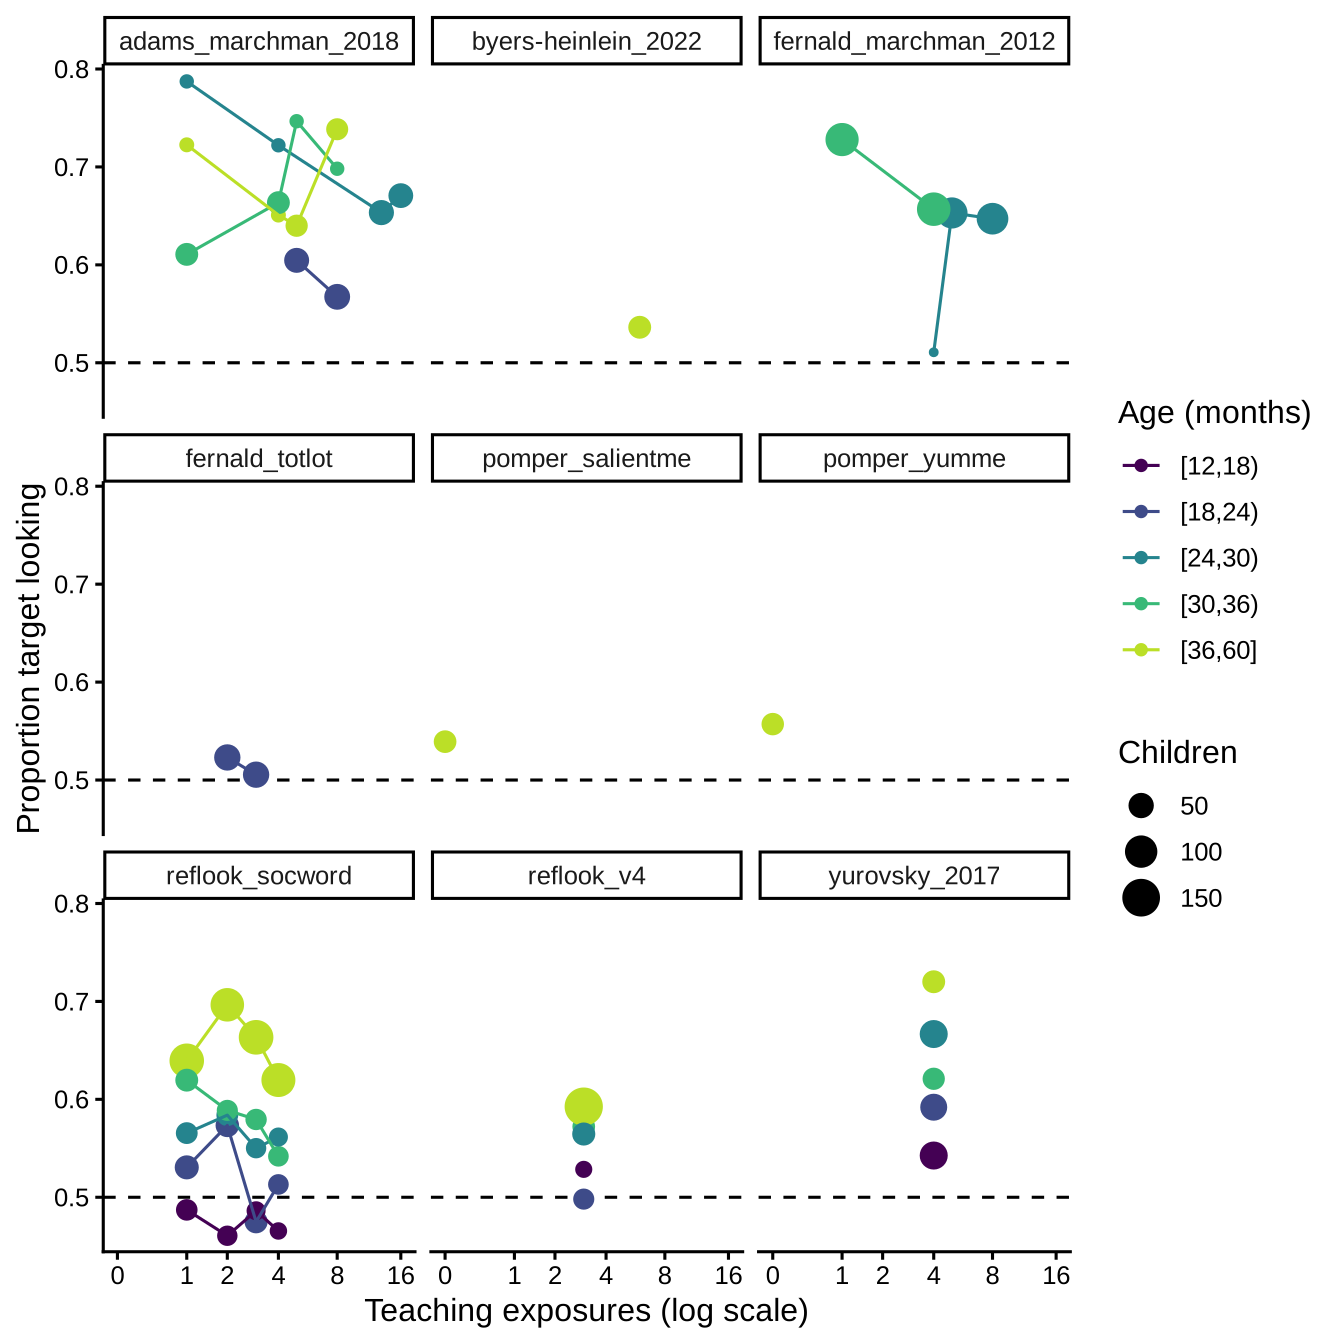 adams_marchman_2018 byers-heinlein_2022 fernald_marchman_2012
0.8
0.7
0.6
0.5
fernald_totlot pomper_salientme pomper_yumme
0.8
0.7
0.6
0.5
reflook_socword reflook_v4 yurovsky_2017
0.8
0.7
0.6
0.5
0 1 2 4 8 16 0 1 2 4 8 16 0 1 2 4 8 16
Teaching exposures (log scale)
Proportion target looking
Age (months)
[12,18)
[18,24)
[24,30)
[30,36)
[36,60]
Children
50
100
150